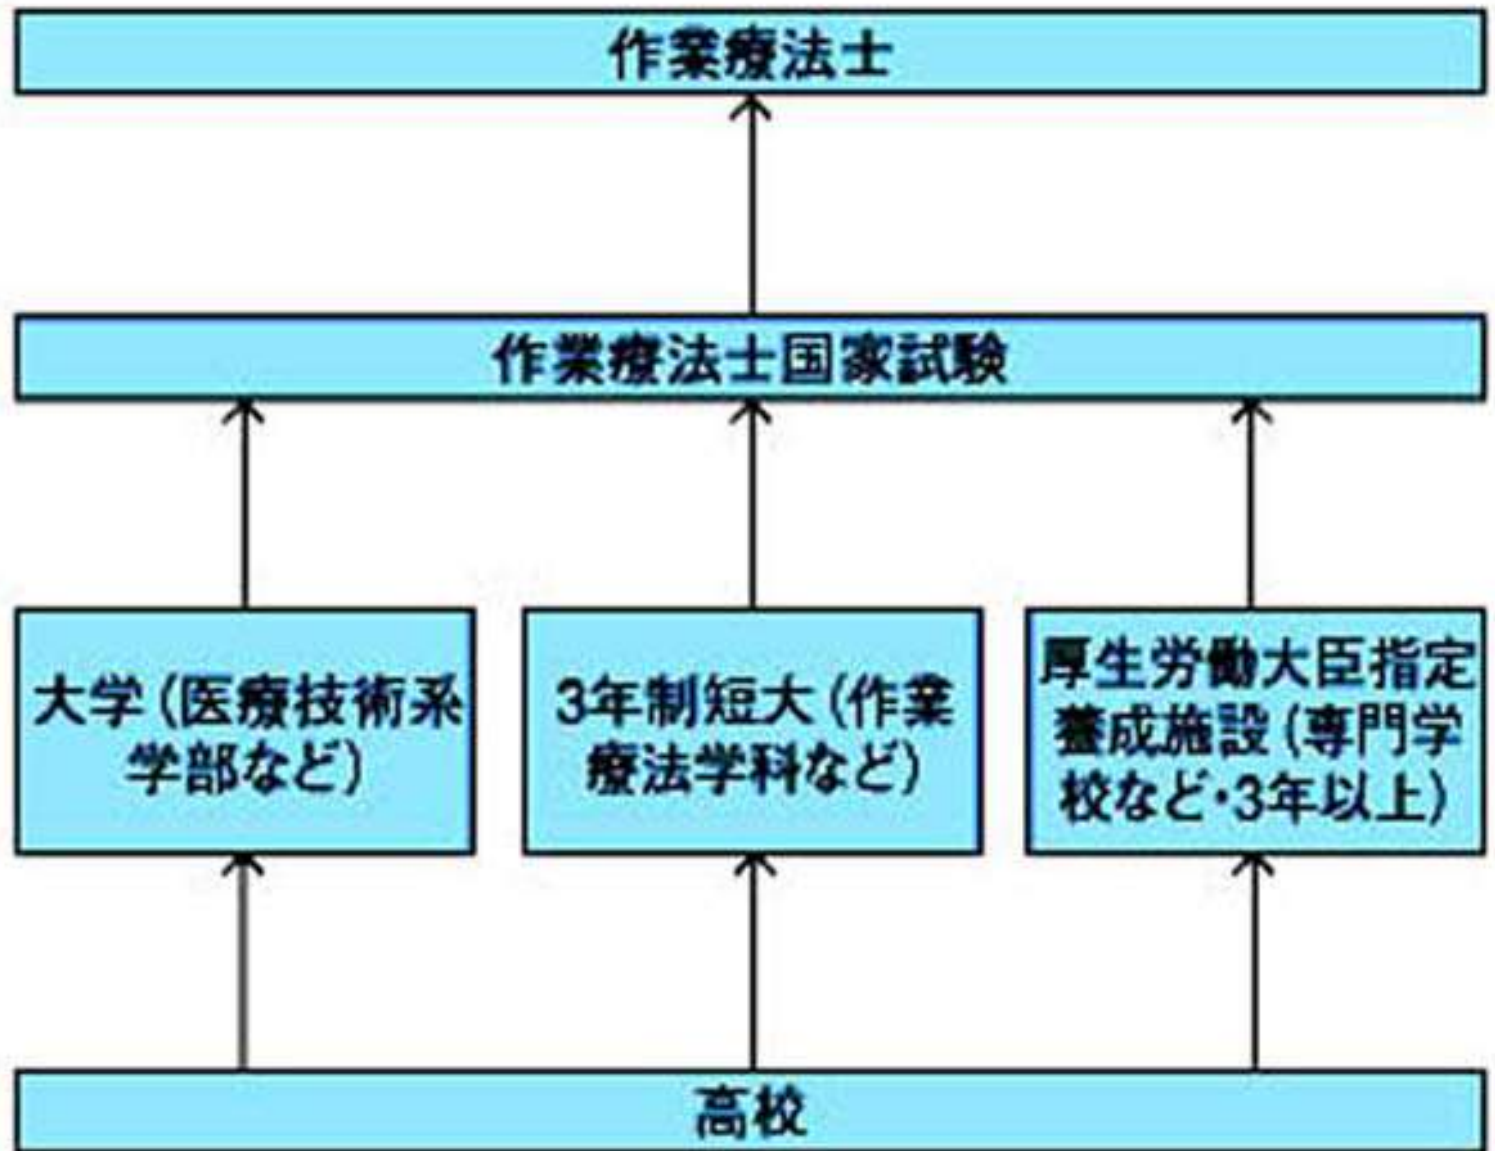 作業療法士
作業療法士国家試験
大学(医療技術系
学部など)
3年制短大(作業
療法学科など)
厚生労働大臣指定
養成施設(専門学
校など・3年以上)
高校